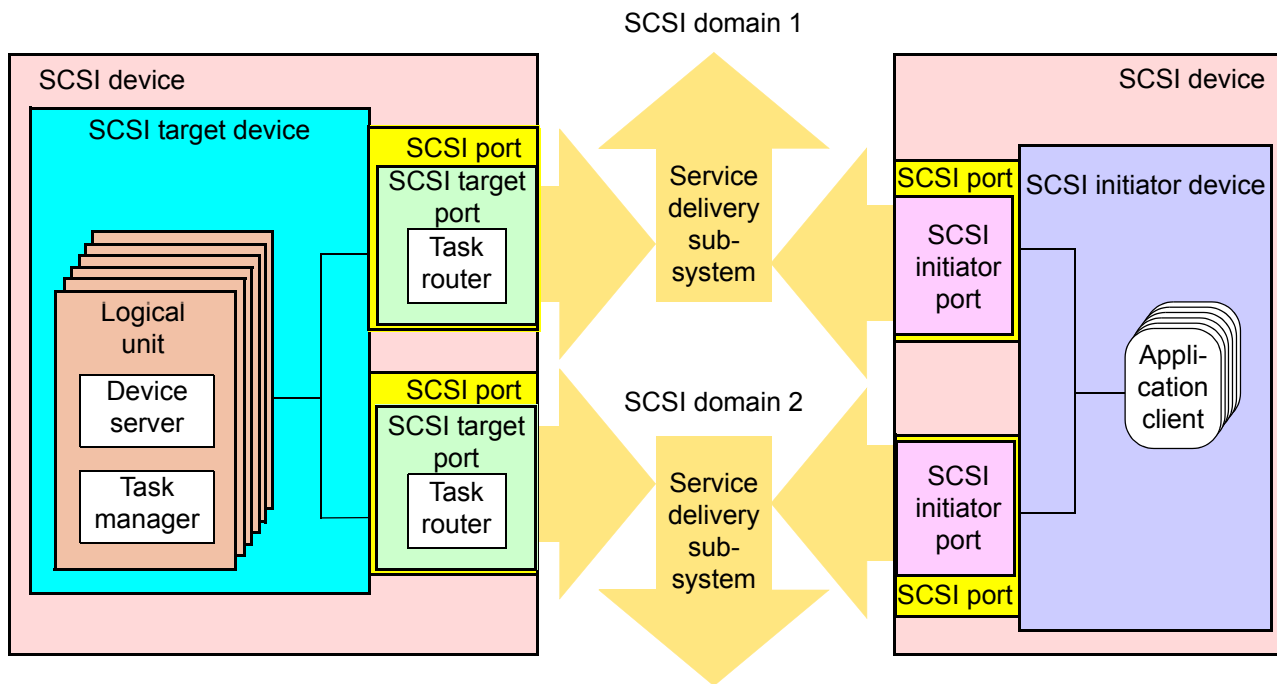 SCSI domain 1
SCSI device
SCSI target device
SCSI port
SCSI target
port
Task
router
Logical
unit
Device
server
Task
manager
SCSI port
SCSI target
port
Task
router
Service
delivery
sub-
system
SCSI domain 2
Service
delivery
sub-
system
SCSI device
SCSI port
SCSI initiator device
SCSI
initiator
port
Appli-
cation
client
SCSI
initiator
port
SCSI port